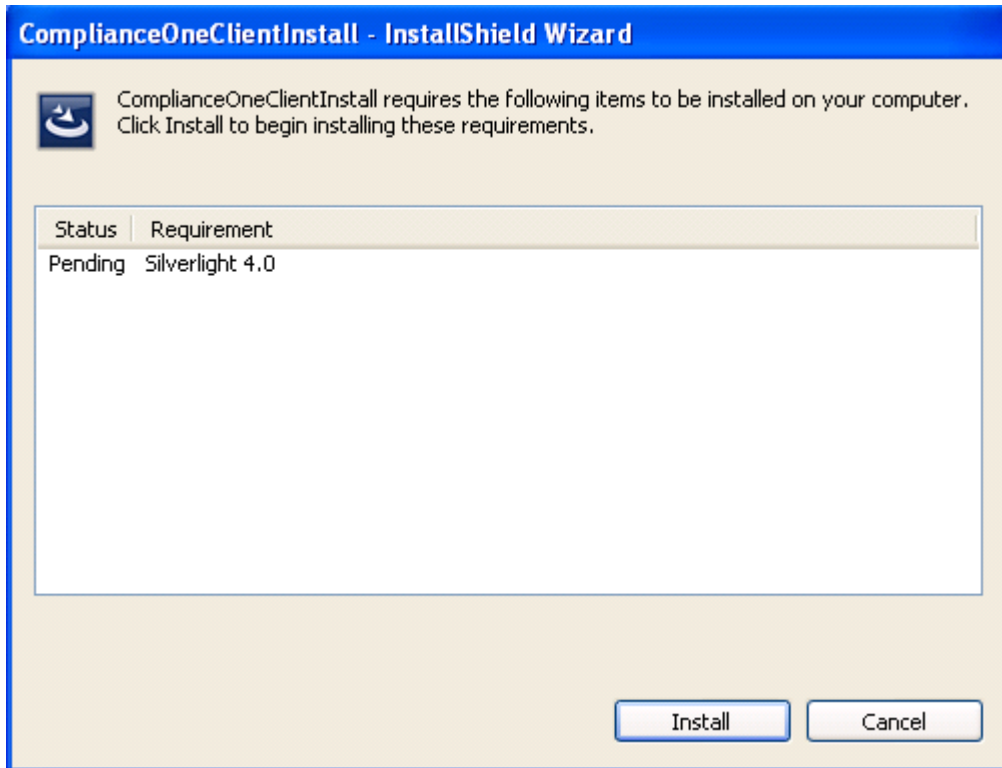 ComplianceOneClientInstall - InstallShield Wizard
ComplianceOneClientInstall requires the following items to be installed on your computer.
Click Install to begin installing these requirements.
Status Requirement
Pending Silverlight 4.0
Install Cancel